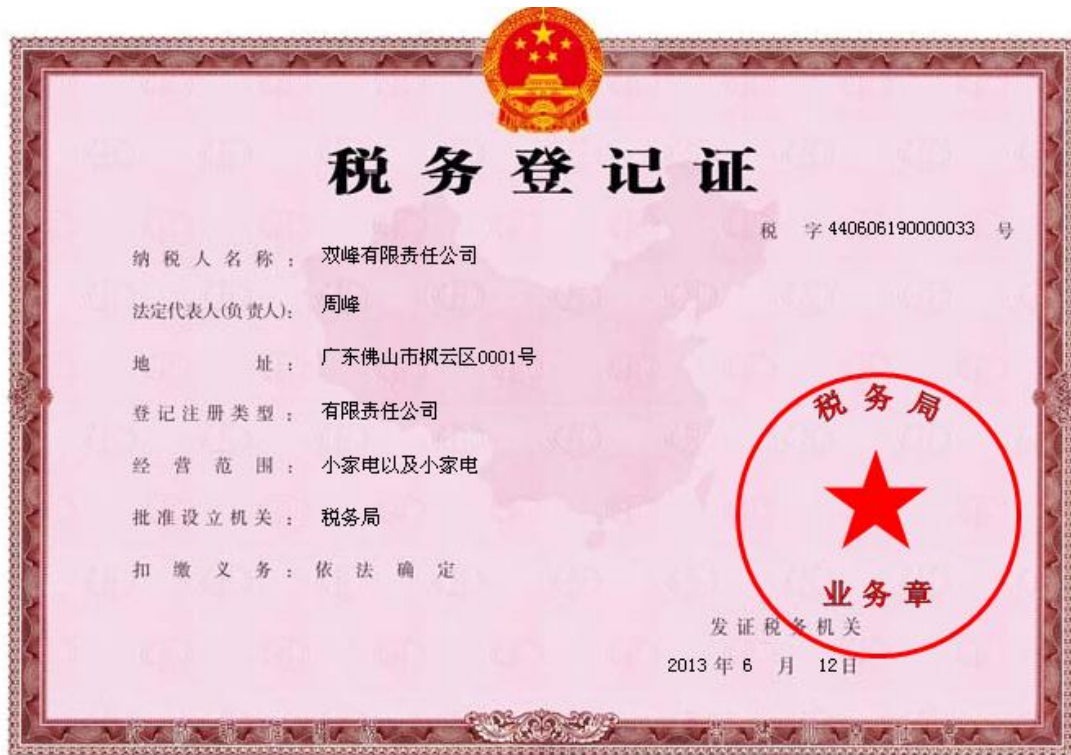 税务登记证
税 字 440606190000033 号
纳税人名称： 双峰有限责任公司
法定代表人(负责人)： 周峰
地 址： 广东佛山市枫云区0001号
登记注册类型： 有限责任公司
经营范围： 小家电以及小家电
批准设立机关： 税务局
扣缴义务：依法确定
税务局
业务章
发证税务机关
2013 年 6 月 12日